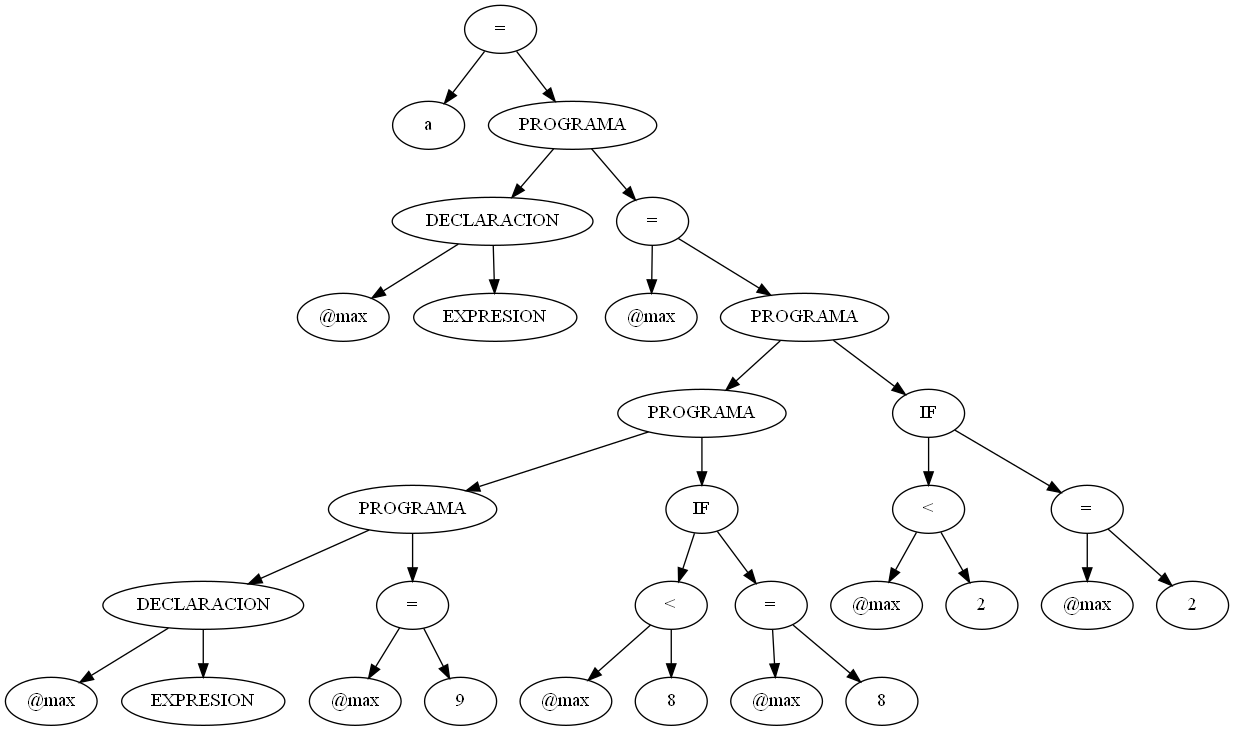 =
a
PROGRAMA
DECLARACION
=
@max
EXPRESION
@max
PROGRAMA
PROGRAMA
IF
PROGRAMA
IF
<
=
DECLARACION
=
<
=
@max
2
@max
2
@max
EXPRESION
@max
9
@max
8
@max
8